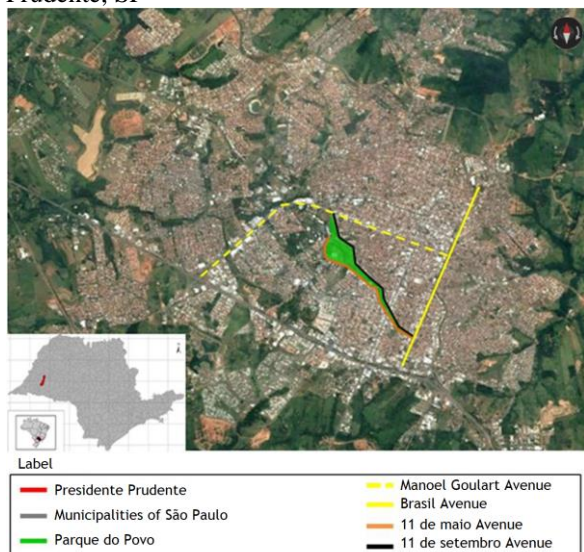 Prudente, SP
Label
Presidente Prudente
Municipalities of São Paulo
Parque do Povo
Manoel Goulart Avenue
Brasil Avenue
11 de maio Avenue
11 de setembro Avenue